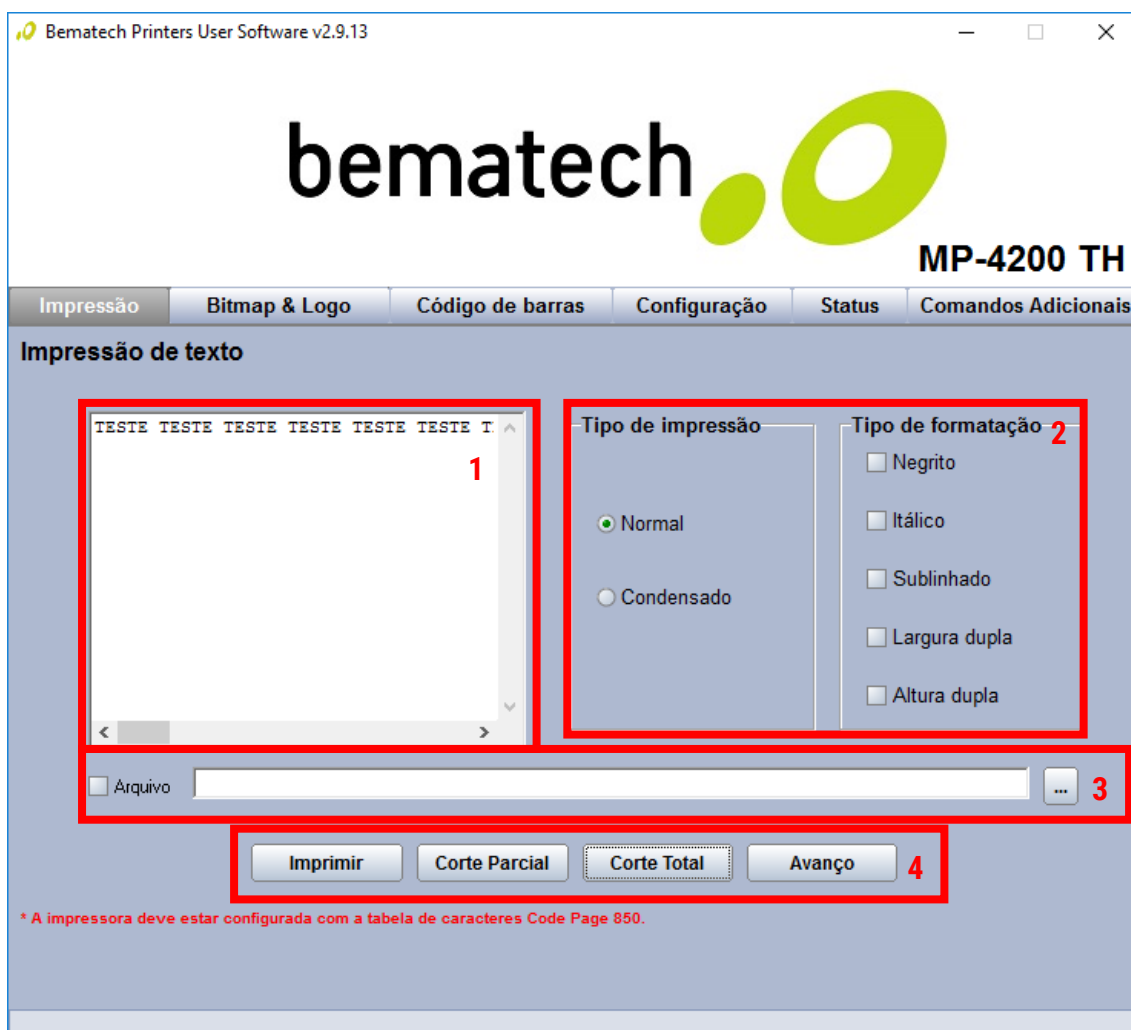 Bematech Printers User Software v2.9.13
bematech
MP-4200 TH
Impressão Bitmap & Logo Código de barras Configuração Status Comandos Adicionais
Impressão de texto
TESTE TESTE TESTE TESTE TESTE TESTE T
1
Tipo de impressão
Normal
Condensado
Tipo de formatação 2
Negrito
Itálico
Sublinhado
Largura dupla
Altura dupla
Arquivo ... 3
Imprimir Corte Parcial Corte Total Avanço 4
* A impressora deve estar configurada com a tabela de caracteres Code Page 850.